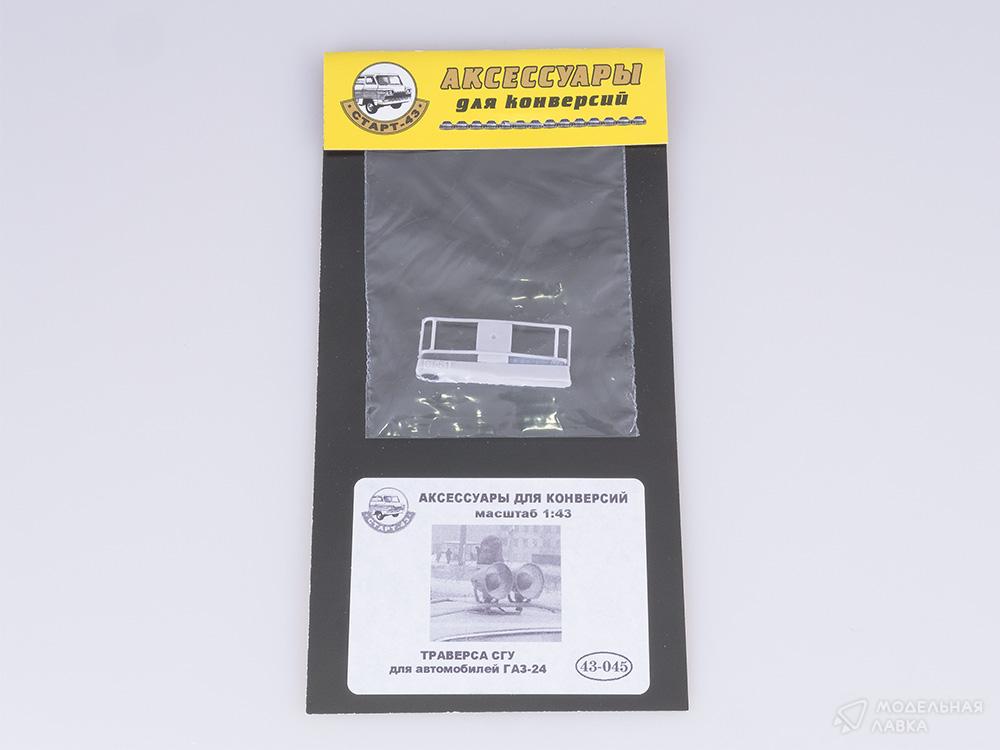 АКСЕССУАРЫ
для конверсий
СТАРТ-43
АКСЕССУАРЫ ДЛЯ КОНВЕРСИЙ
масштаб 1:43
СТАРТ-43
ТРАВЕРСА СГУ
для автомобилей ГАЗ-24
43-045
МОДЕЛЬНАЯ
ЛАВКА